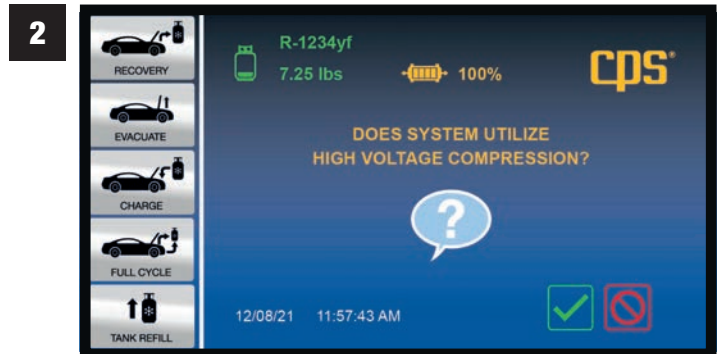 2
RECOVERY
EVACUATE
CHARGE
FULL CYCLE
TANK REFILL
R-1234yf
7.25 lbs
100%
cps®
DOES SYSTEM UTILIZE
HIGH VOLTAGE COMPRESSION?
?
12/08/21 11:57:43 AM